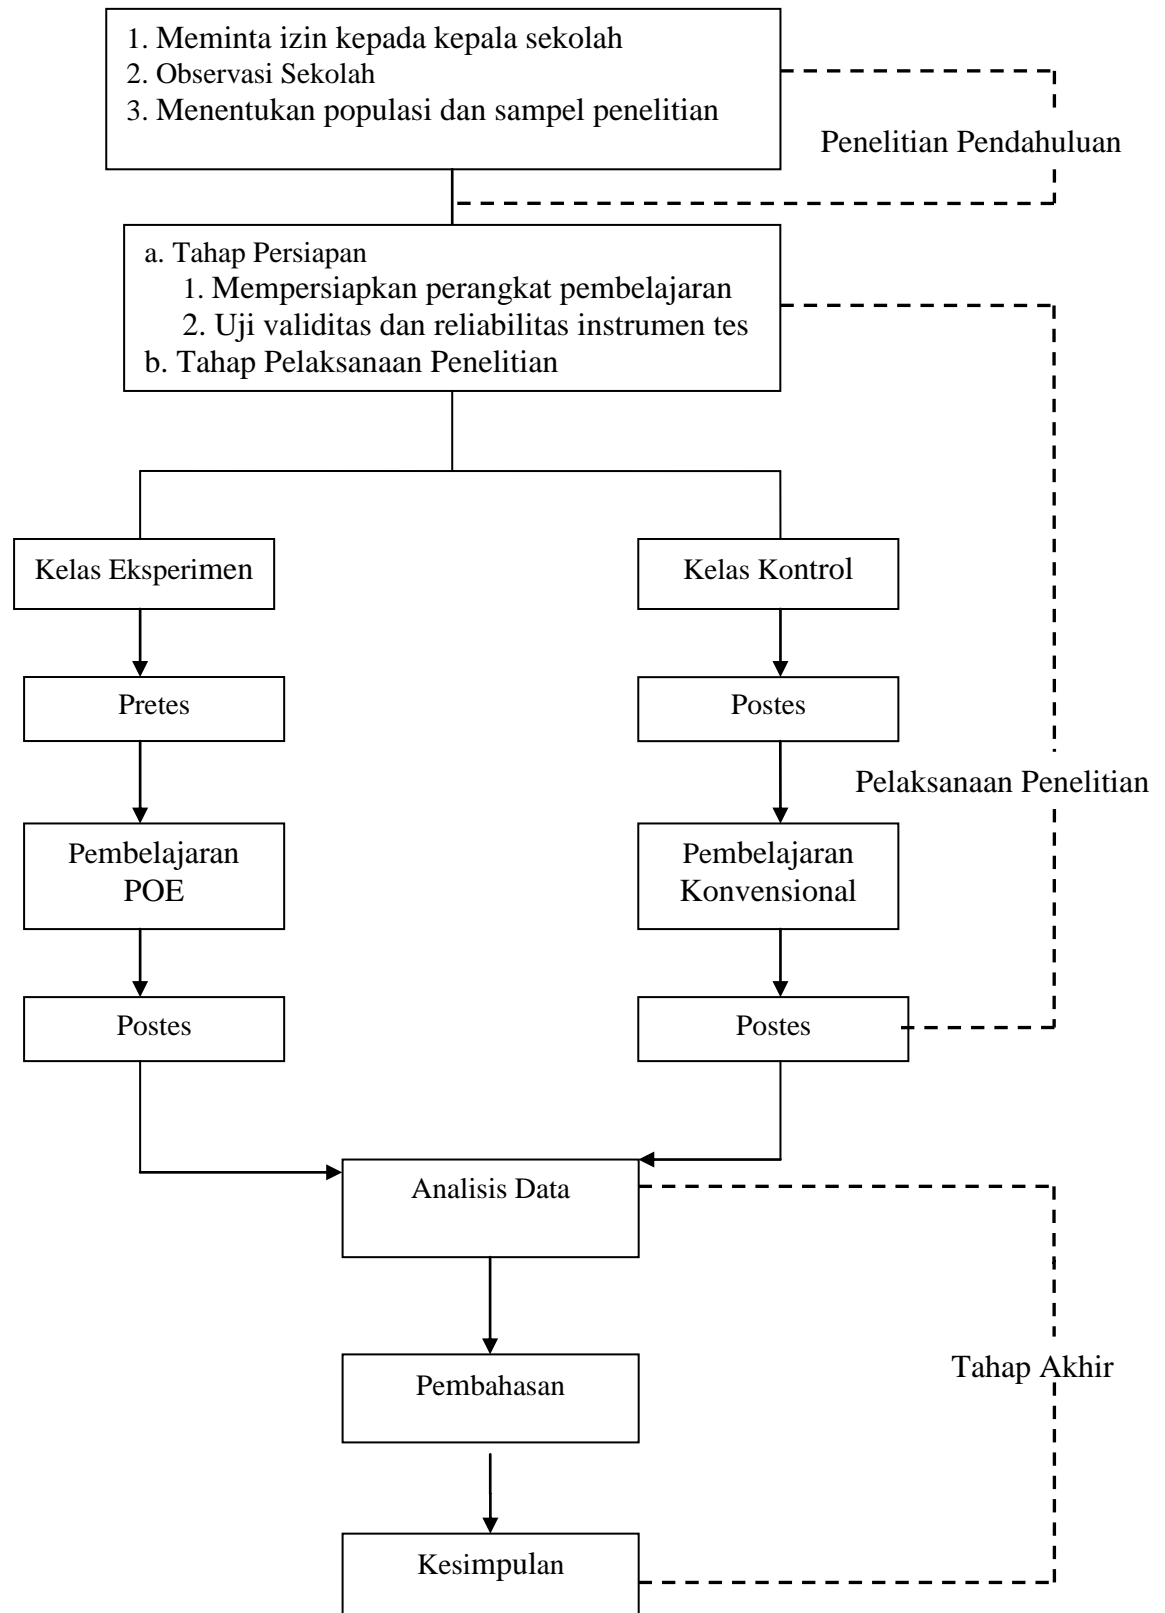 1. Meminta izin kepada kepala sekolah
2. Observasi Sekolah
3. Menentukan populasi dan sampel penelitian
Penelitian Pendahuluan
a. Tahap Persiapan
1. Mempersiapkan perangkat pembelajaran
2. Uji validitas dan reliabilitas instrumen tes
b. Tahap Pelaksanaan Penelitian
Kelas Eksperimen
Kelas Kontrol
Pretes
Postes
Pelaksanaan Penelitian
Pembelajaran
POE
Pembelajaran
Konvensional
Postes
Postes
Analisis Data
Pembahasan
Tahap Akhir
Kesimpulan